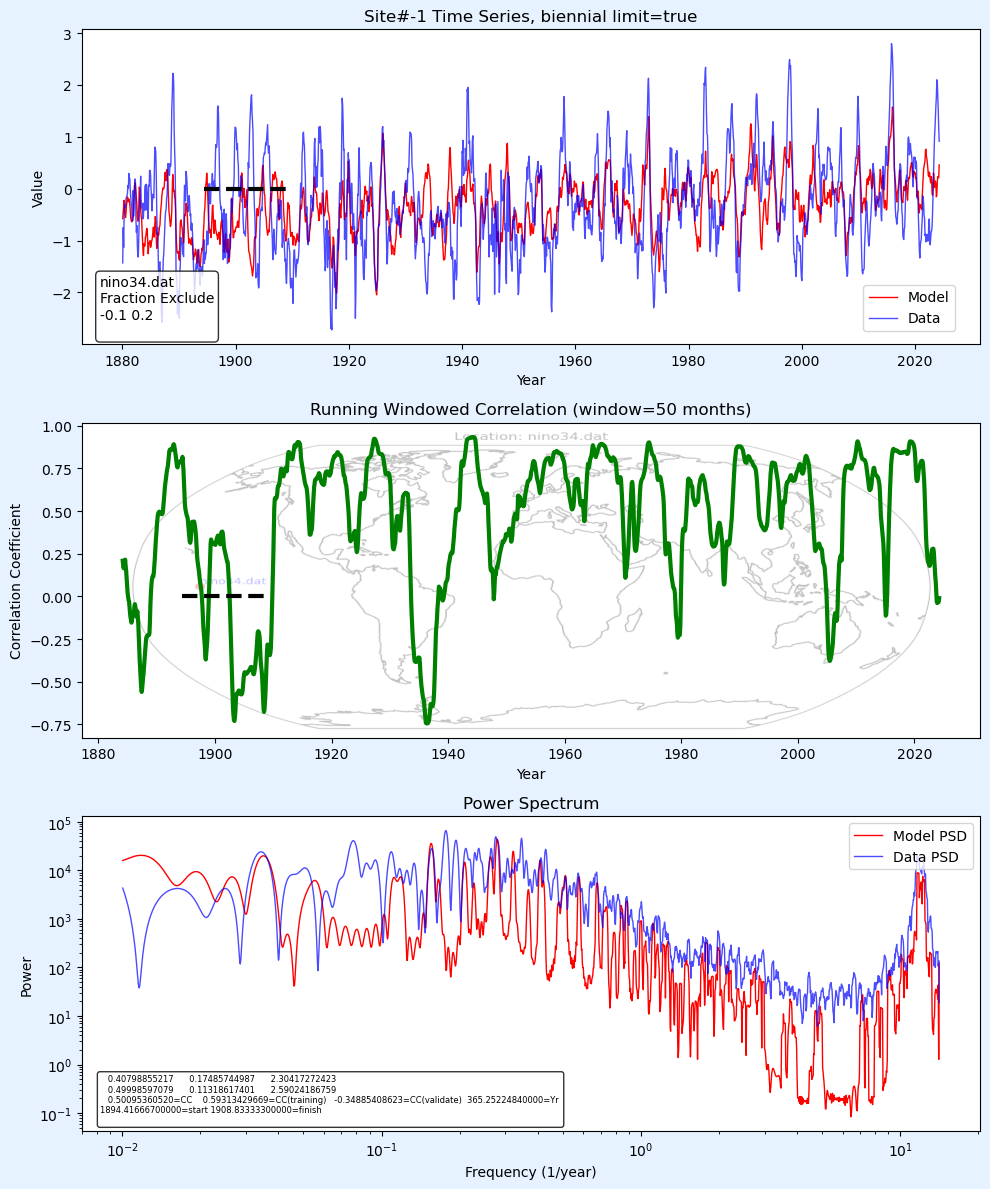 Site#-1 Time Series, biennial limit=true
Value
3
2
1
0
−1
−2
nino34.dat
Fraction Exclude
-0.1 0.2
Model
Data
1880 1900 1920 1940 1960 1980 2000 2020
Year
Running Windowed Correlation (window=50 months)
Location: nino34.dat
Correlation Coefficient
1.00
0.75
0.50
0.25
0.00
−0.25
−0.50
−0.75
nino34.dat
1880 1900 1920 1940 1960 1980 2000 2020
Year
Power Spectrum
Power
10^5
10^4
10^3
10^2
10^1
10^0
10^−1
Model PSD
Data PSD
0.40798855217 0.17485744987 2.30417272423
0.49998597079 0.11318617401 2.59024186759
0.50095360520=CC 0.59313429669=CC(training) -0.34885408623=CC(validate) 365.25224840000=Yr
1894.41666700000=start 1908.83333300000=finish
10^−2 10^−1 10^0 10^1
Frequency (1/year)